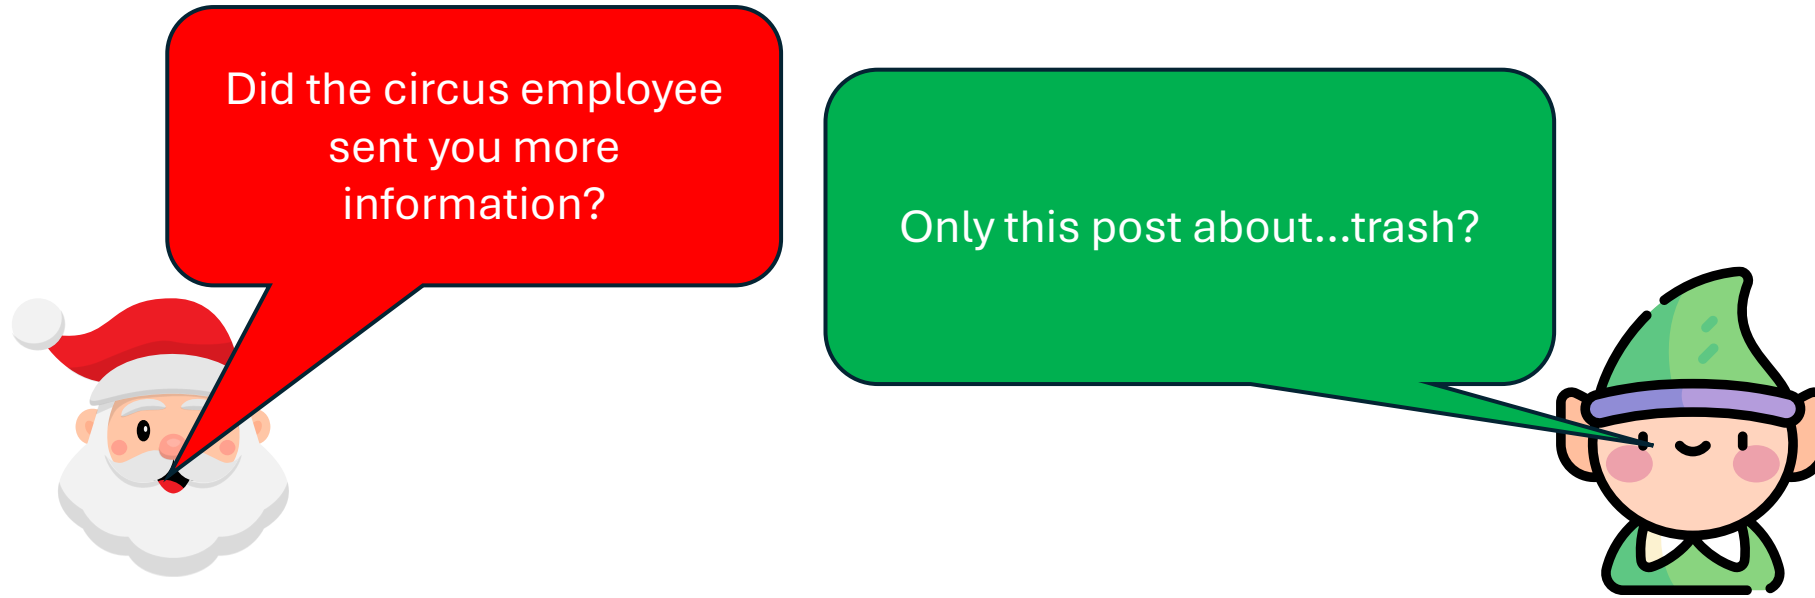 Did the circus employee
sent you more
information?
Only this post about...trash?